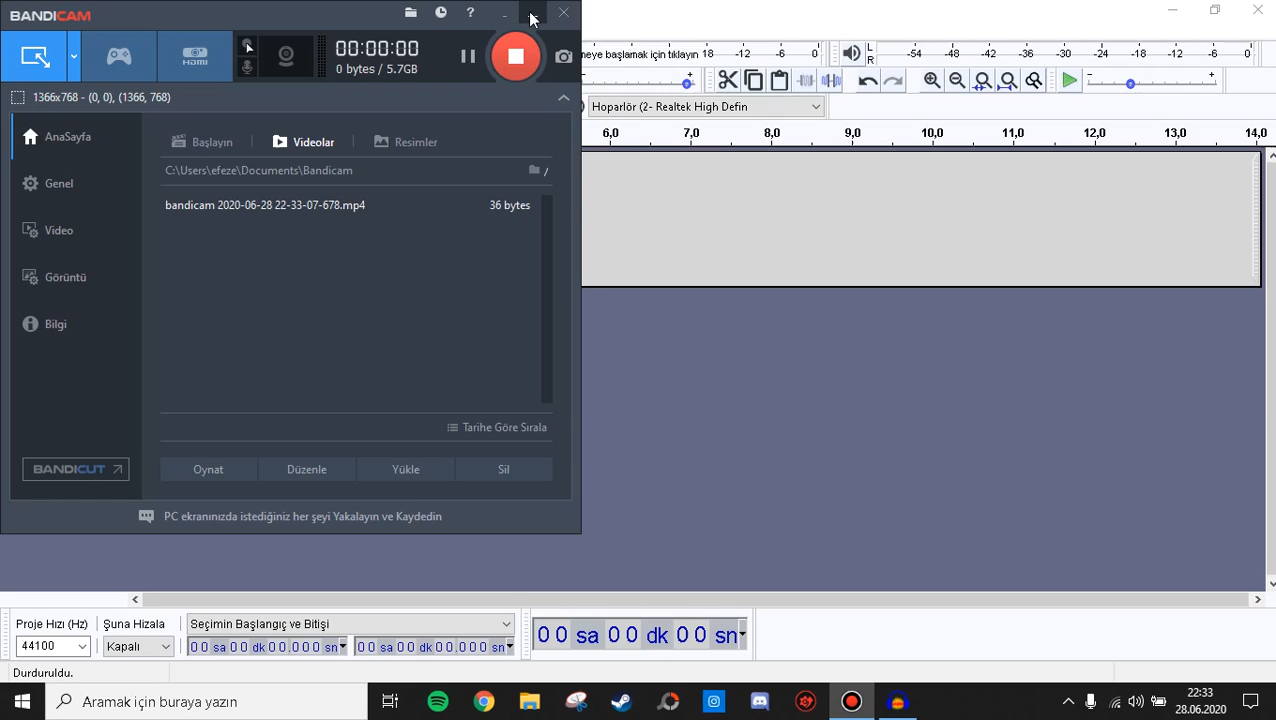 BANDICAM
?
00:00:00
0 bytes / 5.7GB
HDMI
1366x768 - (0, 0), (1366, 768)
AnaSayfa
Genel
Video
Görüntü
Bilgi
BANDICUT
Başlayın
Videolar
Resimler
C:\Users\efeze\Documents\Bandicam
/
bandicam 2020-06-28 22-33-07-678.mp4 36 bytes
Tarihe Göre Sırala
Oynat Düzenle Yükle Sil
PC ekranınızda istediğiniz her şeyi Yakalayın ve Kaydedin
meye başlamak için tıklayın 18 -12 -6 0
L
R
-54 -48 -42 -36 -30 -24 -18 -12 -6 0
Hoparlör (2- Realtek High Defin
6,0 7,0 8,0 9,0 10,0 11,0 12,0 13,0 14,0
Proje Hızı (Hz) Şuna Hizala Seçimin Başlangıç ve Bitişi
44100 Kapalı 00 sa 00 dk 00,000 sn 00 sa 00 dk 00,000 sn
00 sa 00 dk 00 sn
Durduruldu.
Aramak için buraya yazın
22:33
28.06.2020